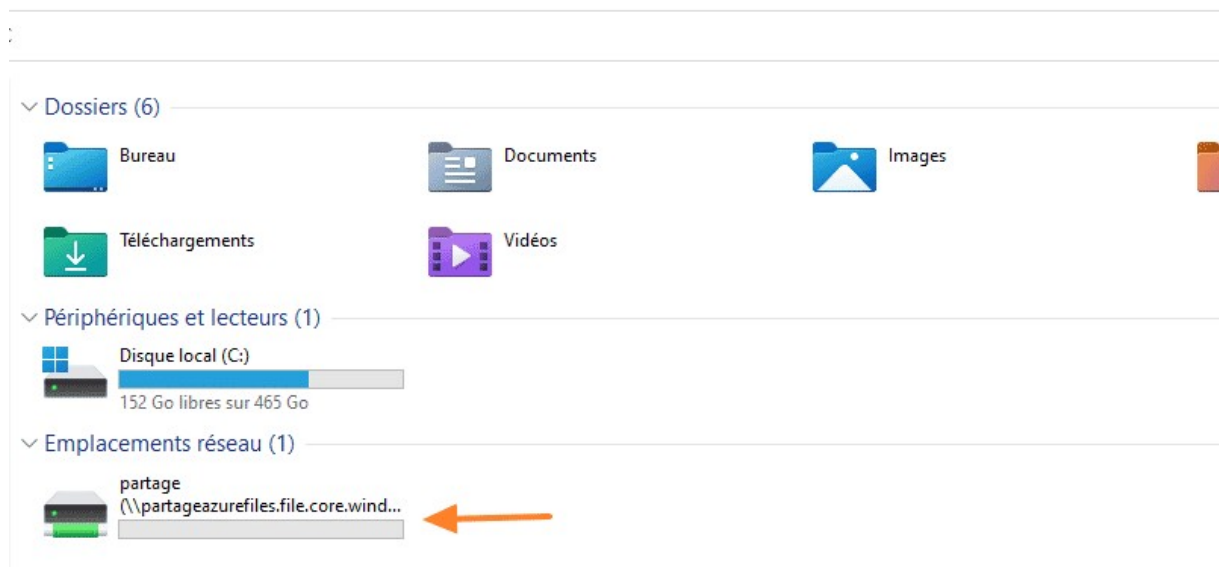 Dossiers (6)
Bureau
Documents
Images
Téléchargements
Vidéos
Périphériques et lecteurs (1)
Disque local (C:)
152 Go libres sur 465 Go
Emplacements réseau (1)
partage
(\\partageazurefiles.file.core.wind...